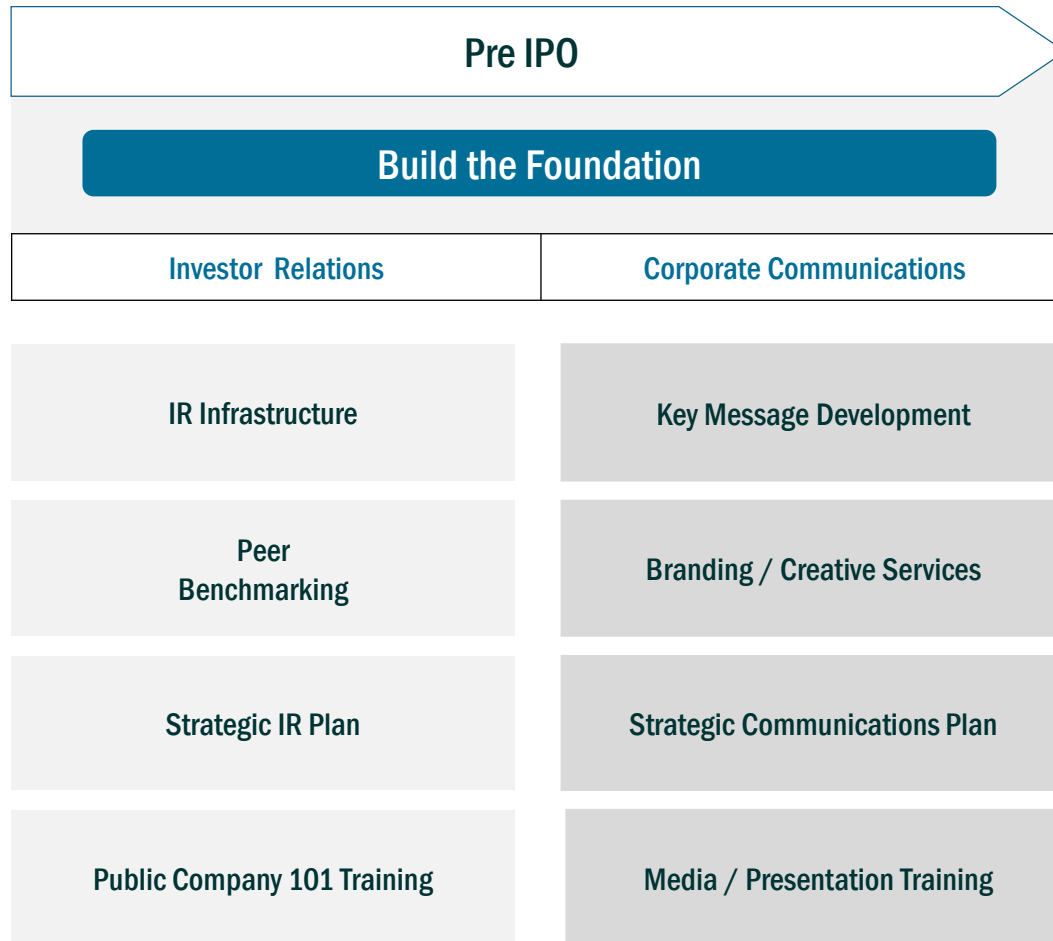 Pre IPO
Build the Foundation
Investor Relations
Corporate Communications
IR Infrastructure
Key Message Development
Peer
Benchmarking
Branding / Creative Services
Strategic IR Plan
Strategic Communications Plan
Public Company 101 Training
Media / Presentation Training